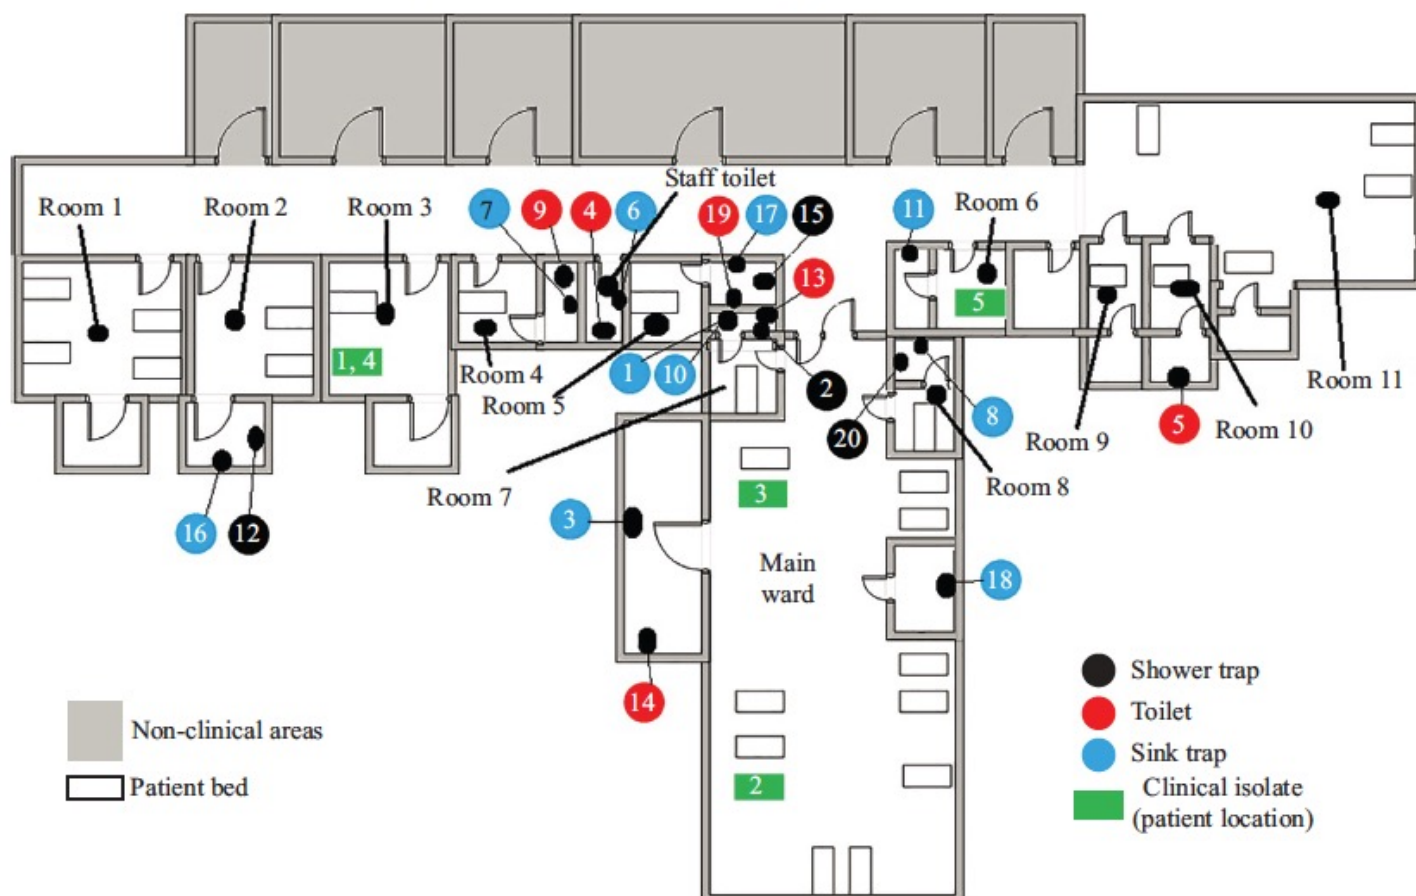 Staff toilet
Room 1
Room 2
Room 3
7
9
4
6
19
17
15
11
Room 6
13
5
1, 4
Room 4
Room 5
1
10
2
20
8
Room 9
5
Room 10
Room 11
Room 7
3
Room 8
16
12
3
Main
ward
18
14
2
Non-clinical areas
Patient bed
Shower trap
Toilet
Sink trap
Clinical isolate
(patient location)